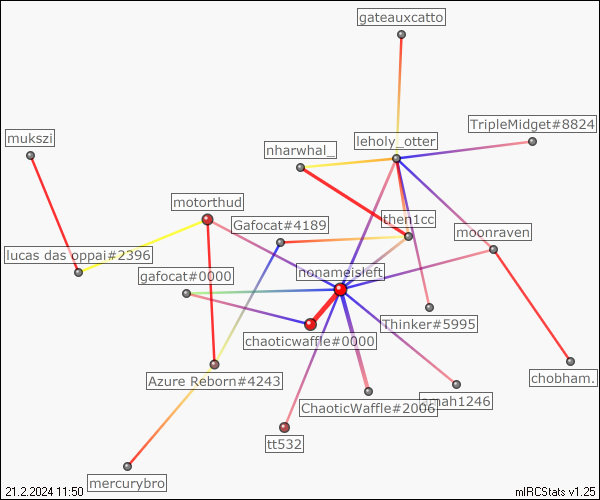 gateauxcatto
TripleMidget#8824
mukszi
leholy_otter
nharwhal_
motorthud
Gafocat#4189
then1cc
moonraven
lucas das oppai#2396
gafocat#0000
nonameisleft
Thinker#5995
chaoticwaffle#0000
Azure Reborn#4243
chobham.
ChaoticWaffle#2006
tt532
mercurybro
21.2.2024 11:50
mIRCStats v1.25